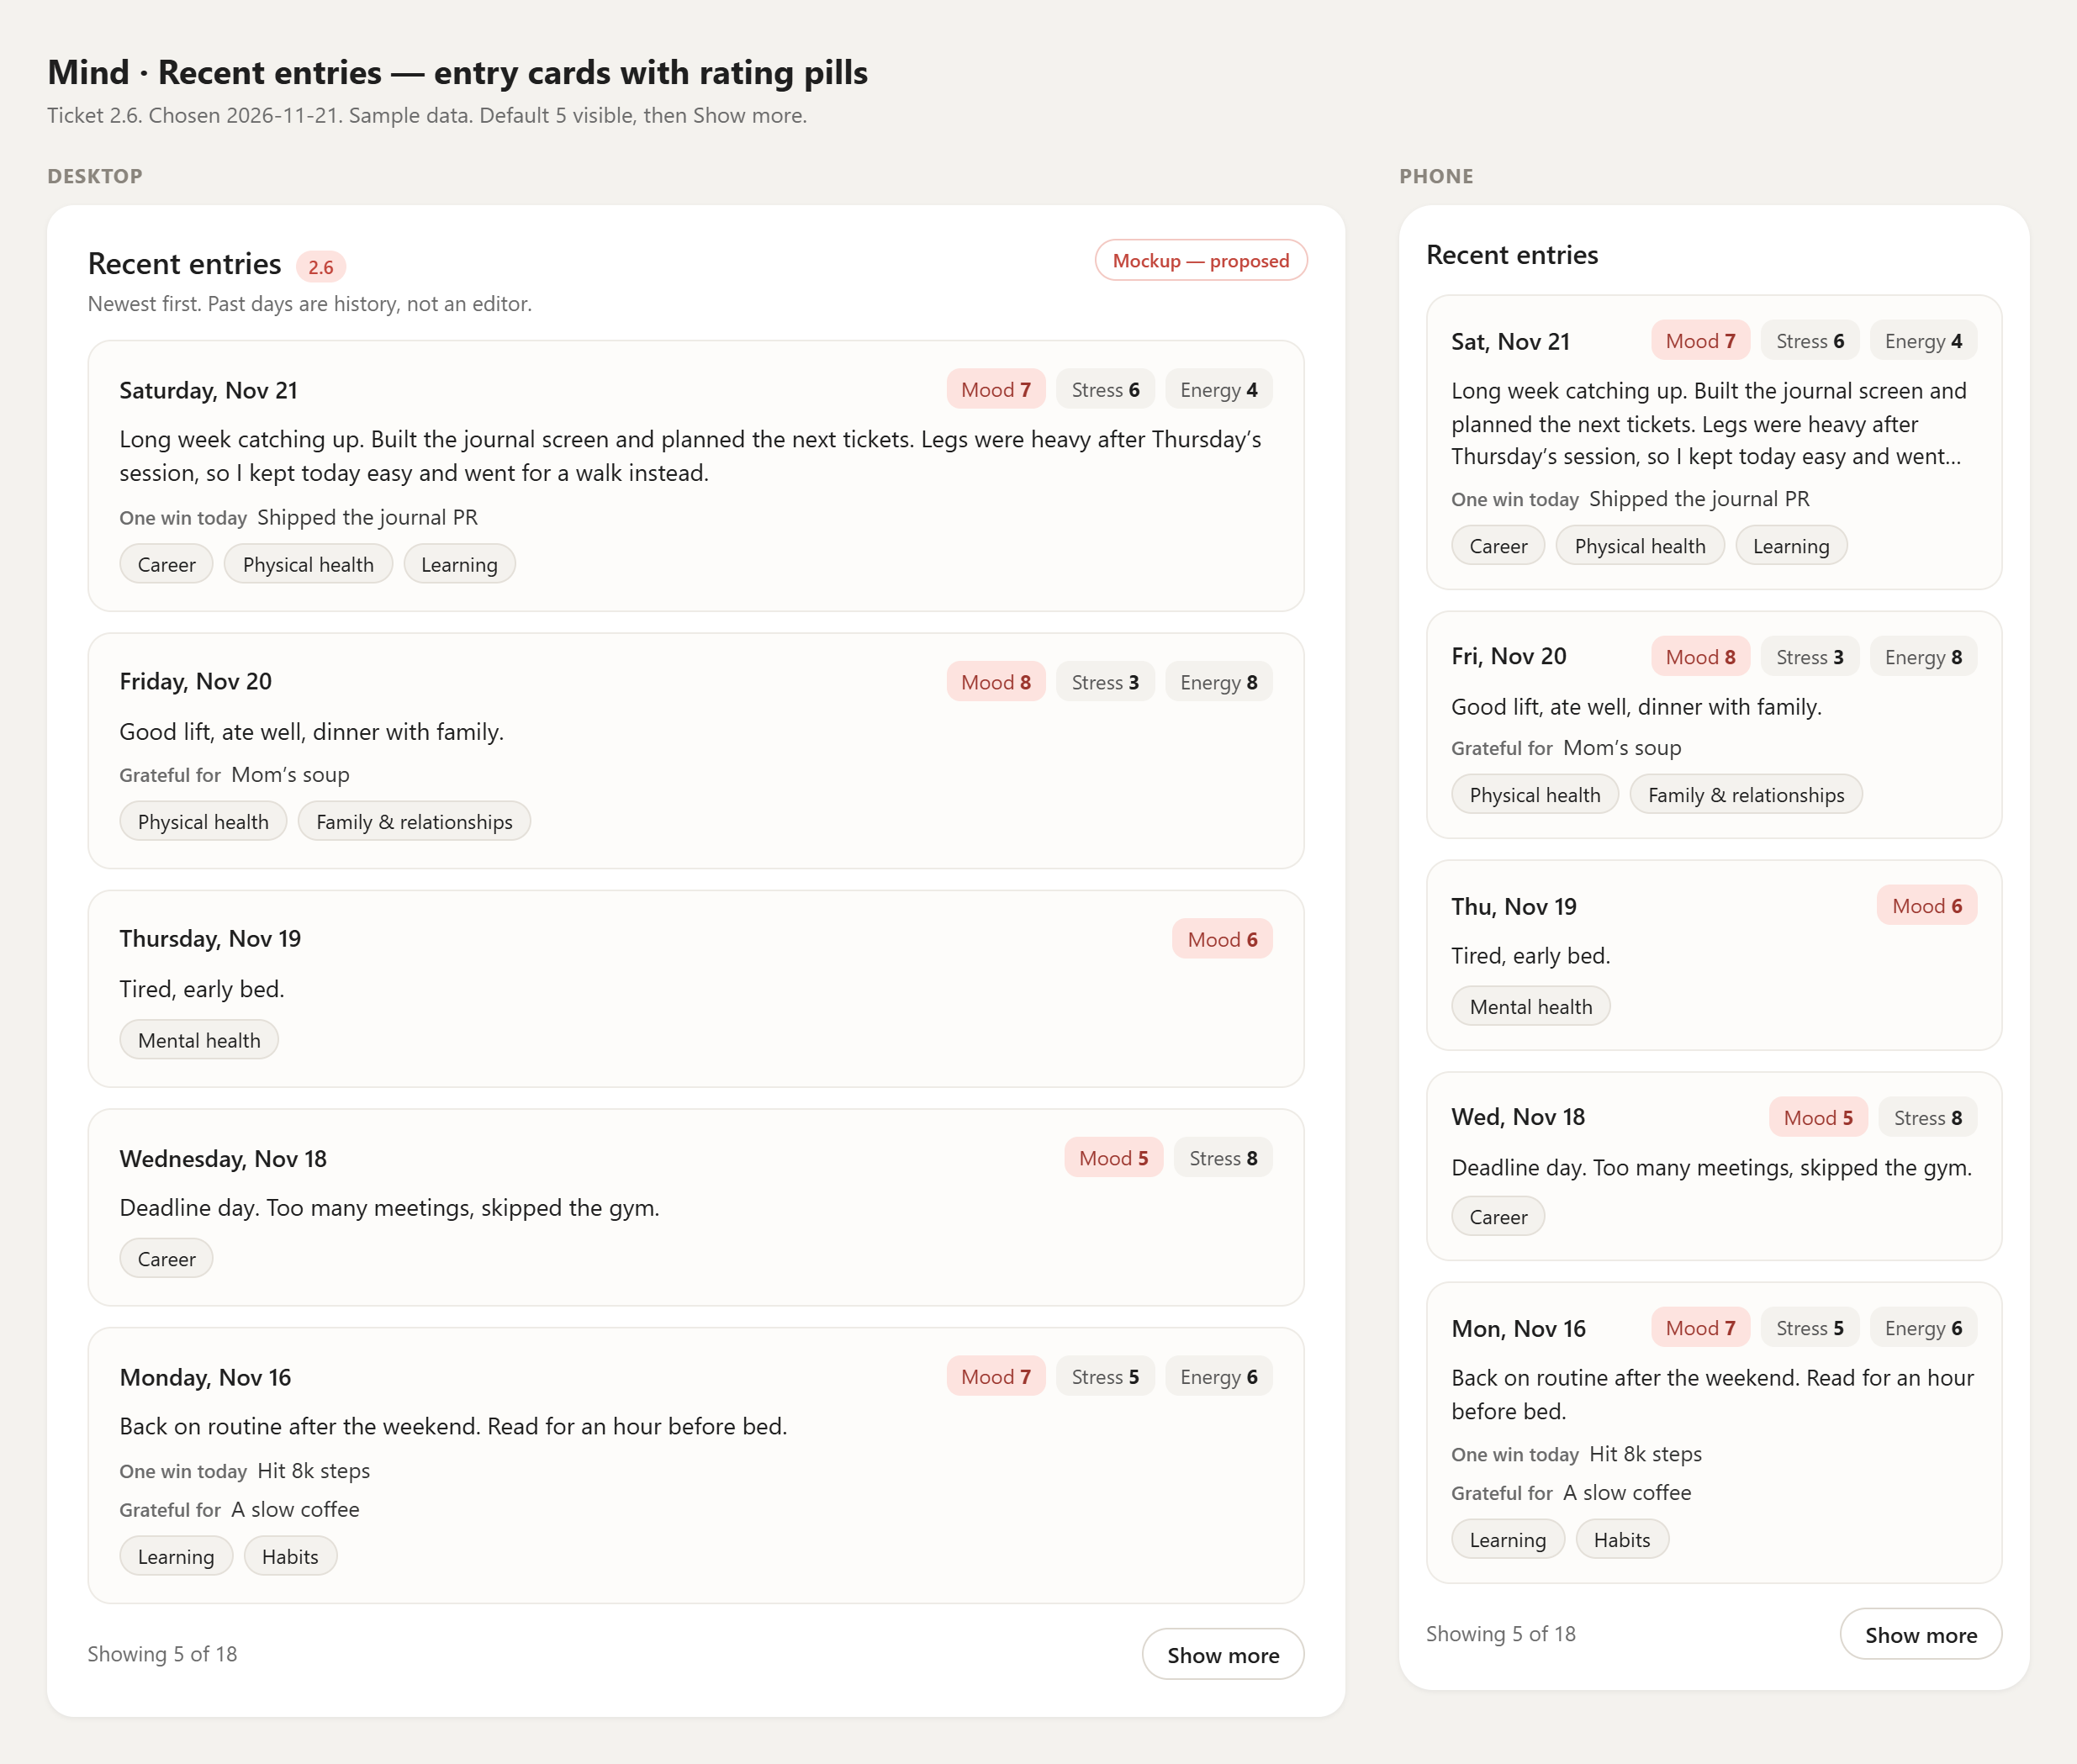 Mind · Recent entries — entry cards with rating pills
Ticket 2.6. Chosen 2026-11-21. Sample data. Default 5 visible, then Show more.
DESKTOP
Recent entries 2.6
Mockup — proposed
Newest first. Past days are history, not an editor.
Saturday, Nov 21 Mood 7 Stress 6 Energy 4
Long week catching up. Built the journal screen and planned the next tickets. Legs were heavy after Thursday’s
session, so I kept today easy and went for a walk instead.
One win today Shipped the journal PR
Career Physical health Learning
Friday, Nov 20 Mood 8 Stress 3 Energy 8
Good lift, ate well, dinner with family.
Grateful for Mom’s soup
Physical health Family & relationships
Thursday, Nov 19 Mood 6
Tired, early bed.
Mental health
Wednesday, Nov 18 Mood 5 Stress 8
Deadline day. Too many meetings, skipped the gym.
Career
Monday, Nov 16 Mood 7 Stress 5 Energy 6
Back on routine after the weekend. Read for an hour before bed.
One win today Hit 8k steps
Grateful for A slow coffee
Learning Habits
Showing 5 of 18 Show more
PHONE
Recent entries
Sat, Nov 21 Mood 7 Stress 6 Energy 4
Long week catching up. Built the journal screen and
planned the next tickets. Legs were heavy after
Thursday’s session, so I kept today easy and went…
One win today Shipped the journal PR
Career Physical health Learning
Fri, Nov 20 Mood 8 Stress 3 Energy 8
Good lift, ate well, dinner with family.
Grateful for Mom’s soup
Physical health Family & relationships
Thu, Nov 19 Mood 6
Tired, early bed.
Mental health
Wed, Nov 18 Mood 5 Stress 8
Deadline day. Too many meetings, skipped the gym.
Career
Mon, Nov 16 Mood 7 Stress 5 Energy 6
Back on routine after the weekend. Read for an hour
before bed.
One win today Hit 8k steps
Grateful for A slow coffee
Learning Habits
Showing 5 of 18 Show more